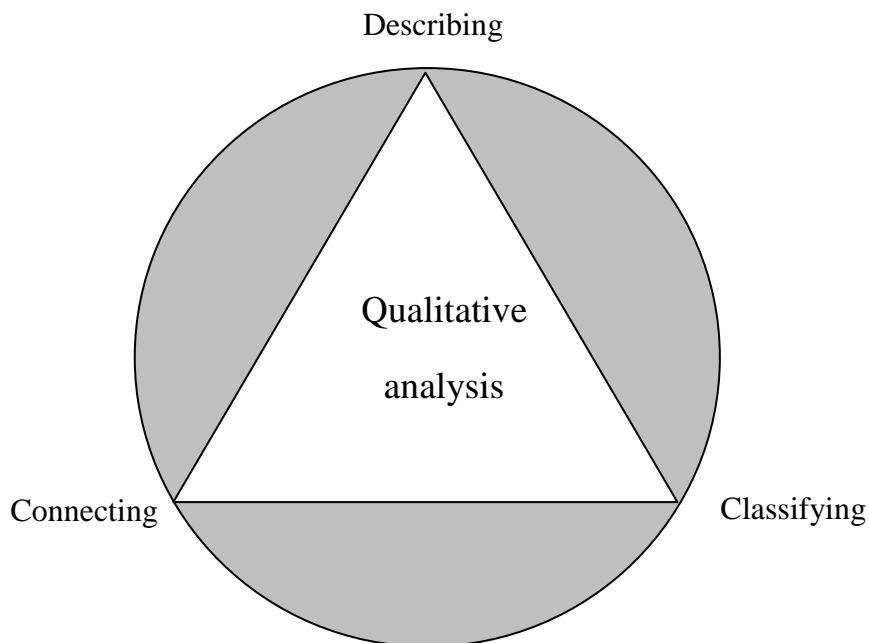 Describing
Qualitative
analysis
Connecting
Classifying